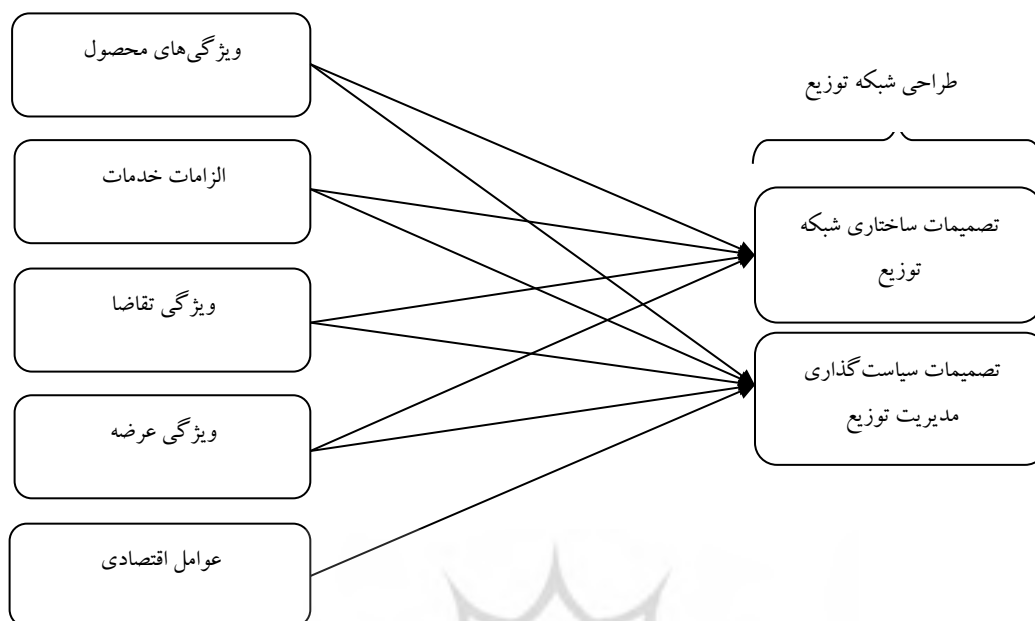 ویژگی‌های محصول
الزامات خدمات
ویژگی تقاضا
ویژگی عرضه
عوامل اقتصادی
طراحی شبکه توزیع
تصمیمات ساختاری شبکه
توزیع
تصمیمات سیاست‌گذاری
مدیریت توزیع